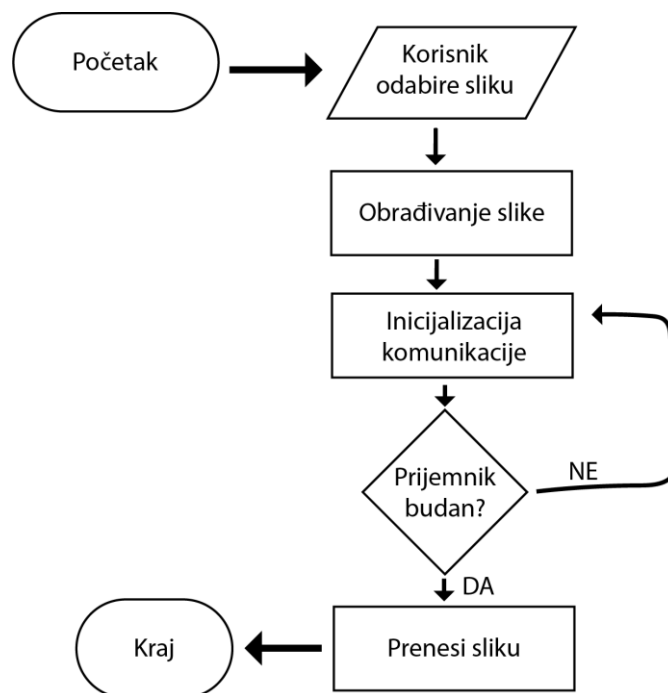 Početak
Korisnik
odabire sliku
Obrađivanje slike
Inicijalizacija
komunikacije
Prijemnik
budan?
NE
DA
Prenesi sliku
Kraj